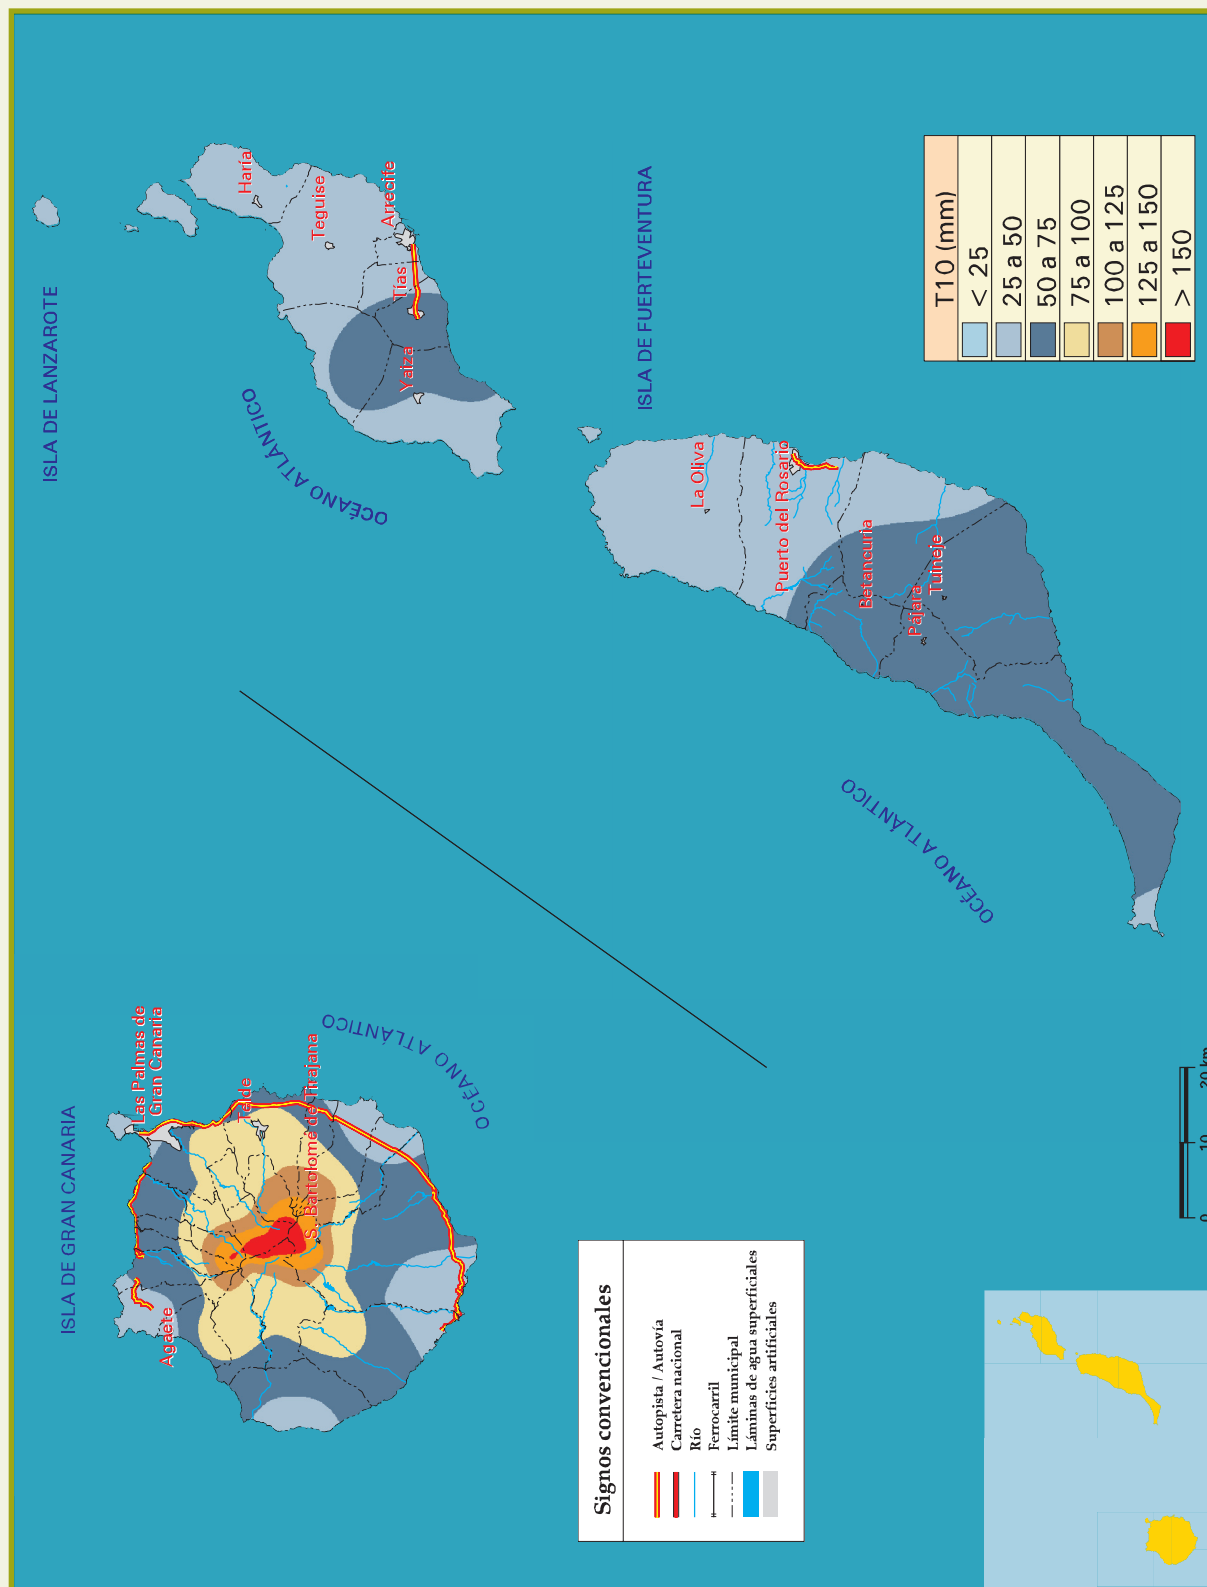 ISLA DE LANZAROTE
Haría
Teguise
Arrecife
Tías
Yaiza
OCÉANO ATLÁNTICO
ISLA DE FUERTEVENTURA
La Oliva
Puerto del Rosario
Betancuria
Tuineje
Pájara
OCÉANO ATLÁNTICO
T10 (mm)
< 25
25 a 50
50 a 75
75 a 100
100 a 125
125 a 150
> 150
ISLA DE GRAN CANARIA
Las Palmas de
Gran Canaria
Telde
S. Bartolomé de Tirajana
Agaete
OCÉANO ATLÁNTICO
Signos convencionales
Autopista / Autovía
Carretera nacional
Río
Ferrocarril
Límite municipal
Láminas de agua superficiales
Superficies artificiales
0 10 20 km